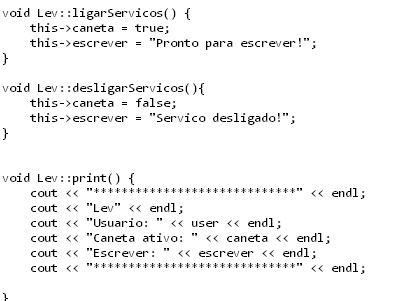 void Lev::ligarServicos() {
    this->caneta = true;
    this->escrever = "Pronto para escrever!";
}

void Lev::desligarServicos(){
    this->caneta = false;
    this->escrever = "Servico desligado!";
}


void Lev::print() {
    cout << "*****************************" << endl;
    cout << "Lev" << endl;
    cout << "Usuario: " << user << endl;
    cout << "Caneta ativo: " << caneta << endl;
    cout << "Escrever: " << escrever << endl;
    cout << "*****************************" << endl;

}